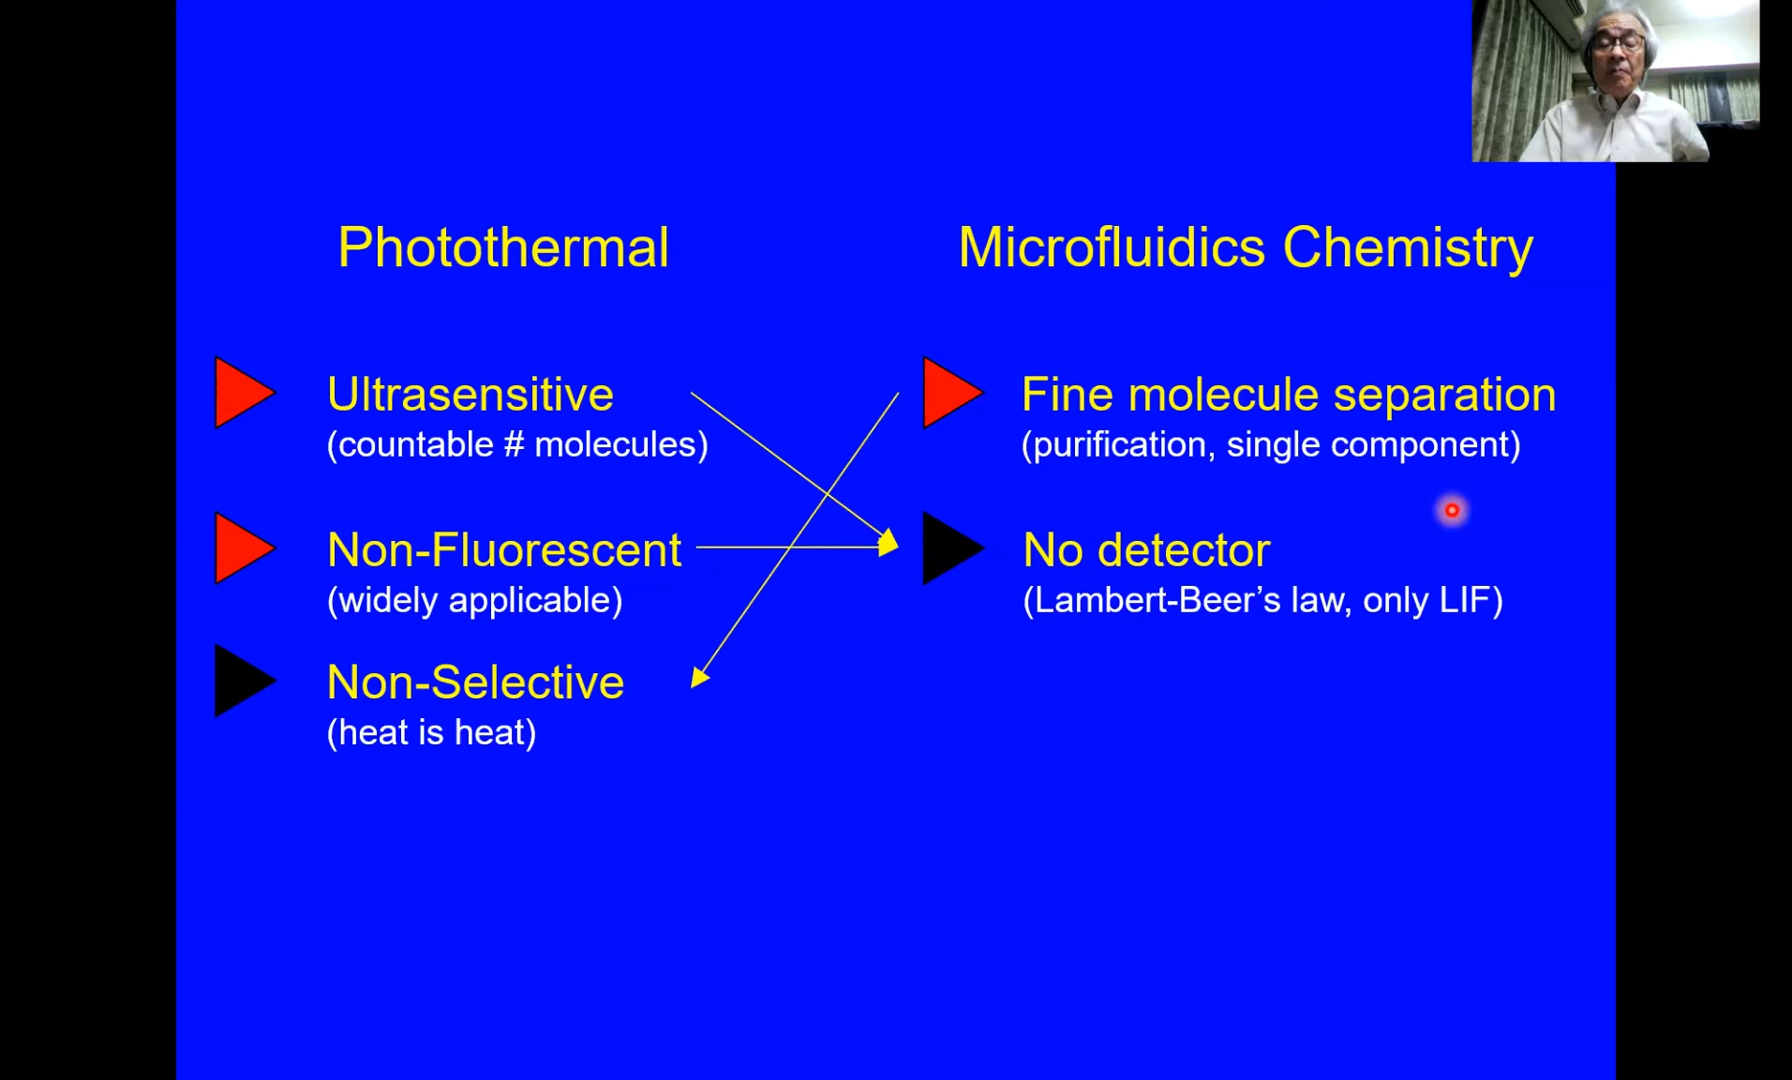 Photothermal
Ultrasensitive
(countable # molecules)
Non-Fluorescent
(widely applicable)
Non-Selective
(heat is heat)
Microfluidics Chemistry
Fine molecule separation
(purification, single component)
No detector
(Lambert-Beer’s law, only LIF)